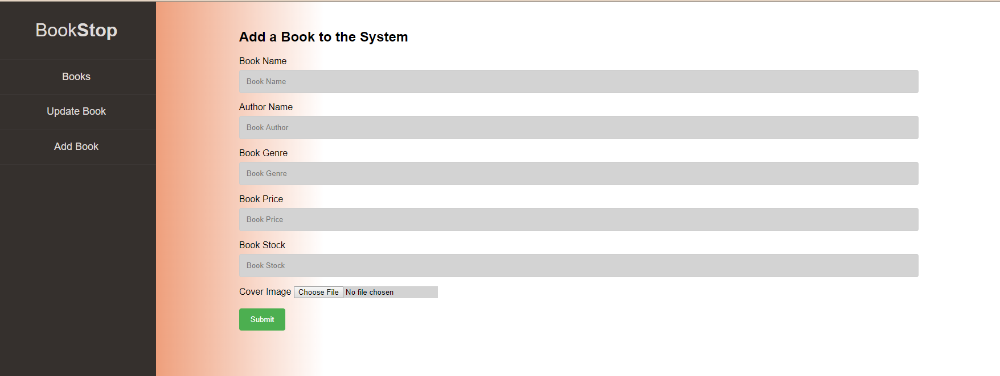 BookStop
Books
Update Book
Add Book
Add a Book to the System
Book Name
Book Name
Author Name
Book Author
Book Genre
Book Genre
Book Price
Book Price
Book Stock
Book Stock
Cover Image Choose File No file chosen
Submit